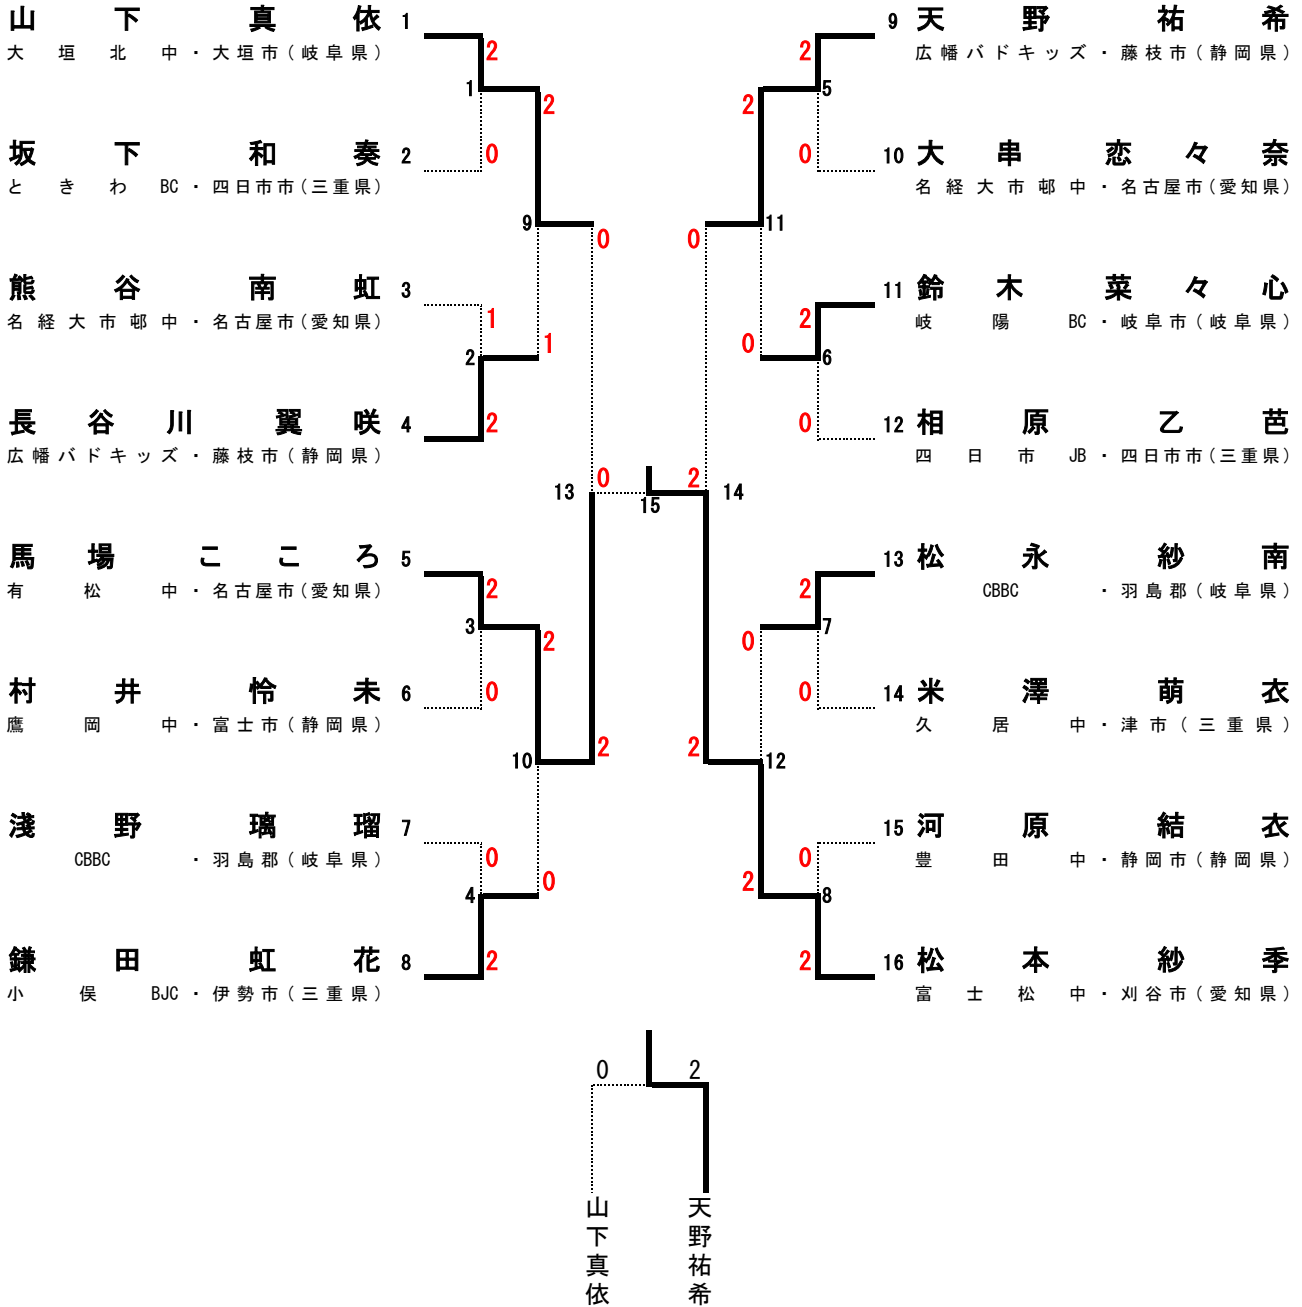 山下真依 1
大垣北中・大垣市(岐阜県)
2
1
2
坂下和奏 2
0
ときわBC・四日市市(三重県)
9
0
熊谷南虹 3
名経大市邨中・名古屋市(愛知県)
1
1
2
長谷川翼咲 4
2
広幡バドキッズ・藤枝市(静岡県)
13
0
15
馬場こころ 5
有松中・名古屋市(愛知県)
2
3
2
村井怜未 6
0
鷹岡中・富士市(静岡県)
10
2
淺野璃瑠 7
CBBC・羽島郡(岐阜県)
0
0
4
鎌田虹花 8
2
小俣BJC・伊勢市(三重県)
9 天野祐希
広幡バドキッズ・藤枝市(静岡県)
2
5
2
10 大串恋々奈
0
名経大市邨中・名古屋市(愛知県)
11
0
11 鈴木菜々心
岐陽BC・岐阜市(岐阜県)
2
0
6
12 相原乙芭
0
四日市JB・四日市市(三重県)
2
14
13 松永紗南
CBBC・羽島郡(岐阜県)
2
7
0
14 米澤萌衣
0
久居中・津市(三重県)
2
12
15 河原結衣
豊田中・静岡市(静岡県)
0
2
8
16 松本紗季
2
富士松中・刈谷市(愛知県)
0 2
山下真依
天野祐希